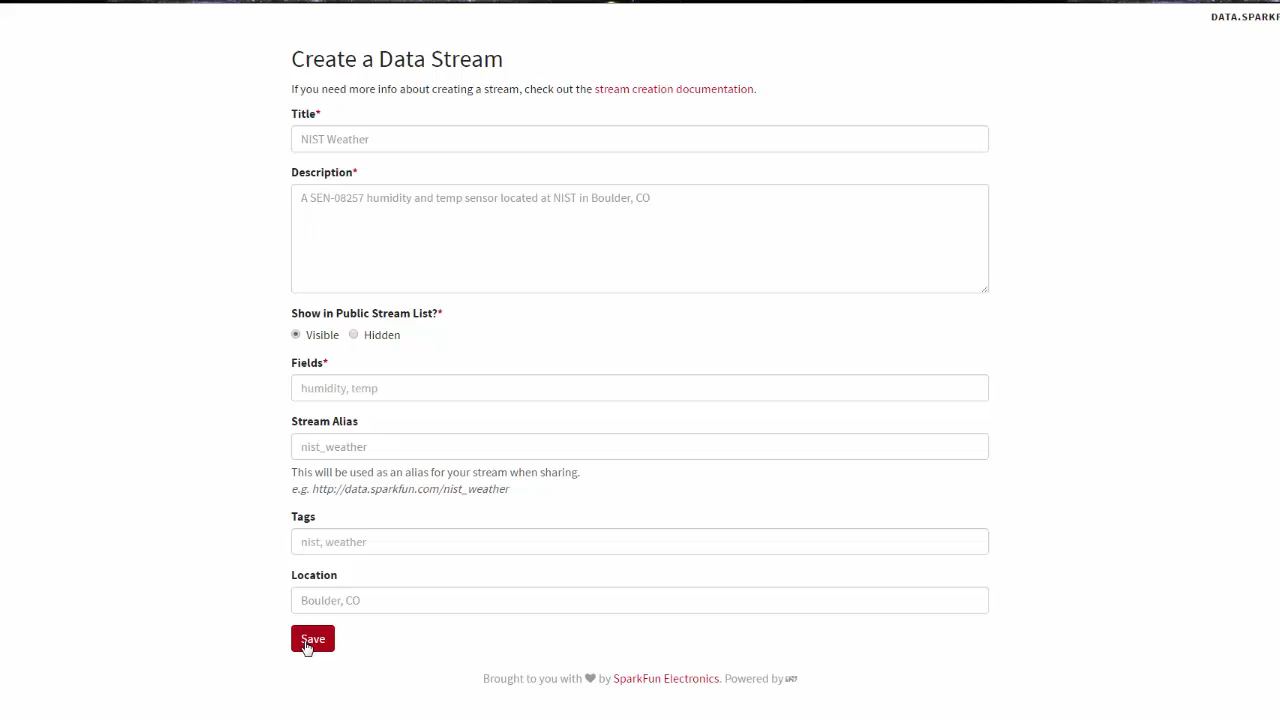 DATA.SPARKF
Create a Data Stream
If you need more info about creating a stream, check out the stream creation documentation.
Title*
NIST Weather
Description*
A SEN-08257 humidity and temp sensor located at NIST in Boulder, CO
Show in Public Stream List?*
Visible Hidden
Fields*
humidity, temp
Stream Alias
nist_weather
This will be used as an alias for your stream when sharing.
e.g. http://data.sparkfun.com/nist_weather
Tags
nist, weather
Location
Boulder, CO
Save
Brought to you with ♥ by SparkFun Electronics. Powered by